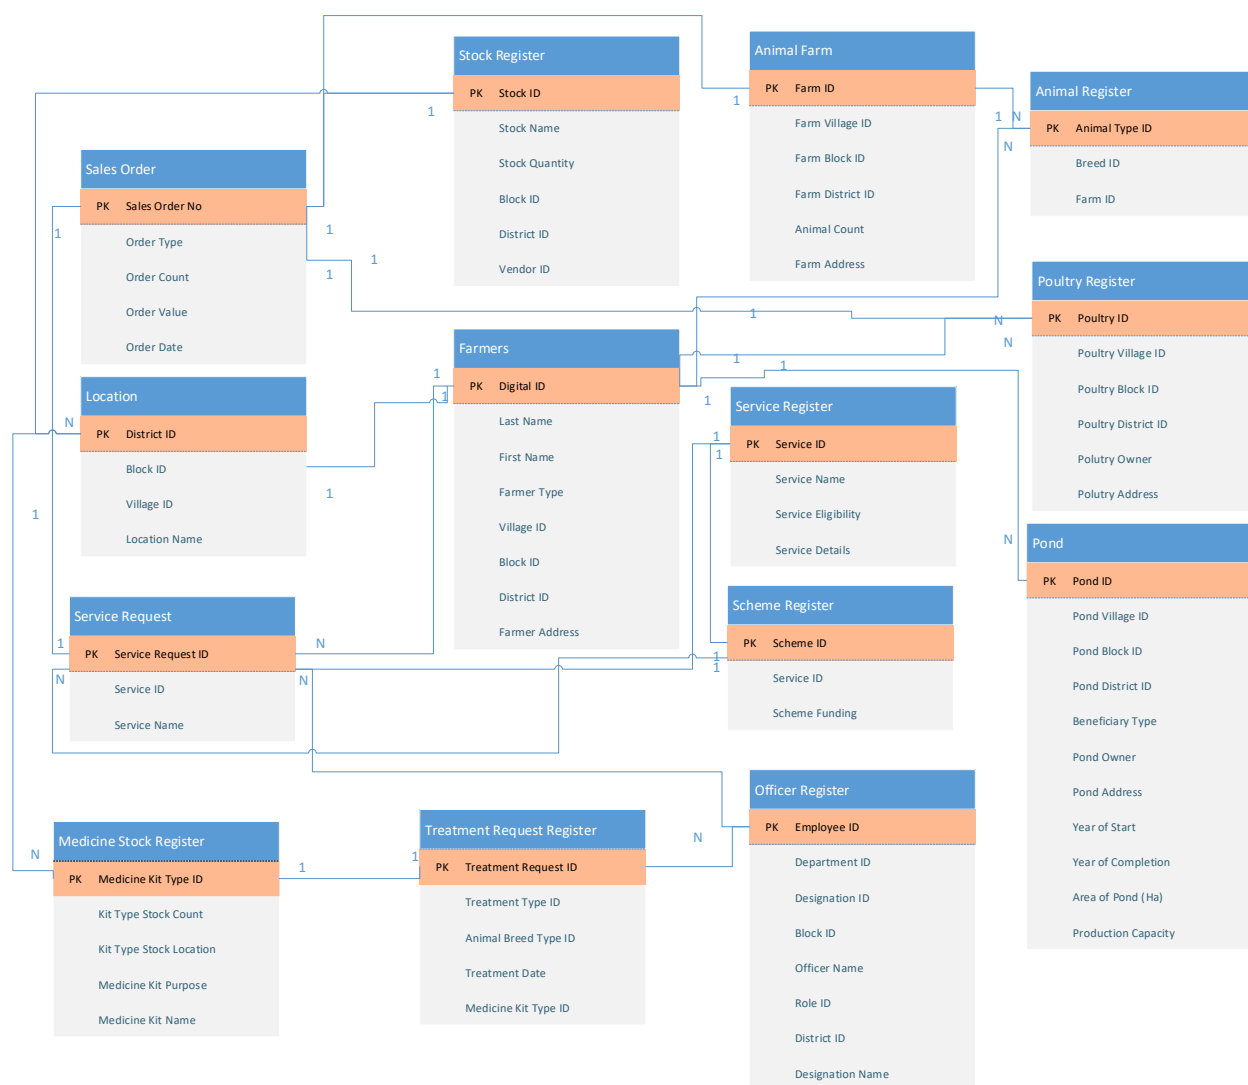 Stock Register
PK Stock ID
Stock Name
Stock Quantity
Block ID
District ID
Vendor ID
Animal Farm
PK Farm ID
Farm Village ID
Farm Block ID
Farm District ID
Animal Count
Farm Address
Animal Register
PK Animal Type ID
Breed ID
Farm ID
Sales Order
PK Sales Order No
Order Type
Order Count
Order Value
Order Date
Poultry Register
PK Poultry ID
Poultry Village ID
Poultry Block ID
Poultry District ID
Polutry Owner
Polutry Address
Farmers
PK Digital ID
Last Name
First Name
Farmer Type
Village ID
Block ID
District ID
Farmer Address
Location
PK District ID
Block ID
Village ID
Location Name
Service Register
PK Service ID
Service Name
Service Eligibility
Service Details
Pond
PK Pond ID
Pond Village ID
Pond Block ID
Pond District ID
Beneficiary Type
Pond Owner
Pond Address
Year of Start
Year of Completion
Area of Pond (Ha)
Production Capacity
Service Request
PK Service Request ID
Service ID
Service Name
Scheme Register
PK Scheme ID
Service ID
Scheme Funding
Officer Register
PK Employee ID
Department ID
Designation ID
Block ID
Officer Name
Role ID
District ID
Designation Name
Medicine Stock Register
PK Medicine Kit Type ID
Kit Type Stock Count
Kit Type Stock Location
Medicine Kit Purpose
Medicine Kit Name
Treatment Request Register
PK Treatment Request ID
Treatment Type ID
Animal Breed Type ID
Treatment Date
Medicine Kit Type ID
1
1
1
N
N
1
1
1
1
1
N
N
1
1
1
1
1
N
1
1
1
1
N
1
N
1
1
N
N
N
1
1
N